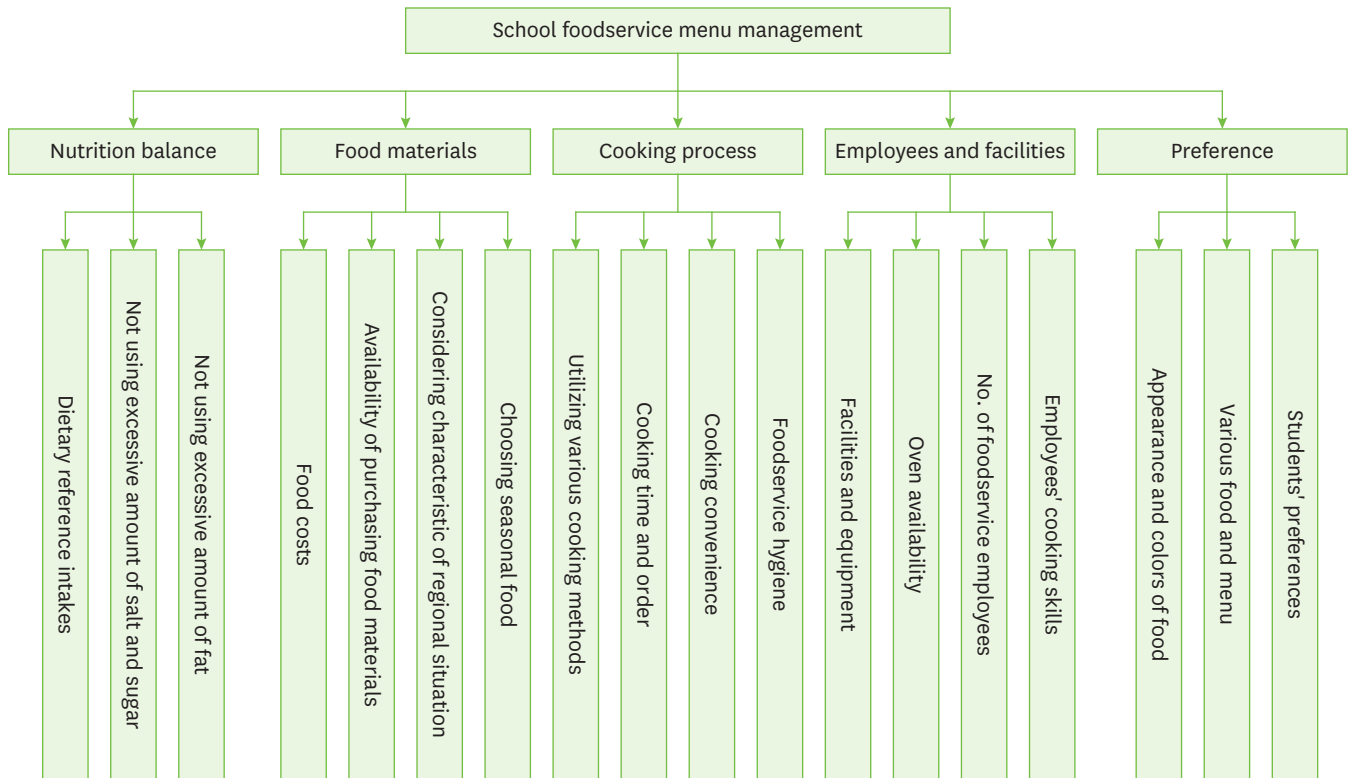 School foodservice menu management
Nutrition balance
Food materials
Cooking process
Employees and facilities
Preference
Dietary reference intakes
Not using excessive amount of salt and sugar
Not using excessive amount of fat
Food costs
Availability of purchasing food materials
Considering characteristic of regional situation
Choosing seasonal food
Utilizing various cooking methods
Cooking time and order
Cooking convenience
Foodservice hygiene
Facilities and equipment
Oven availability
No. of foodservice employees
Employees' cooking skills
Appearance and colors of food
Various food and menu
Students' preferences